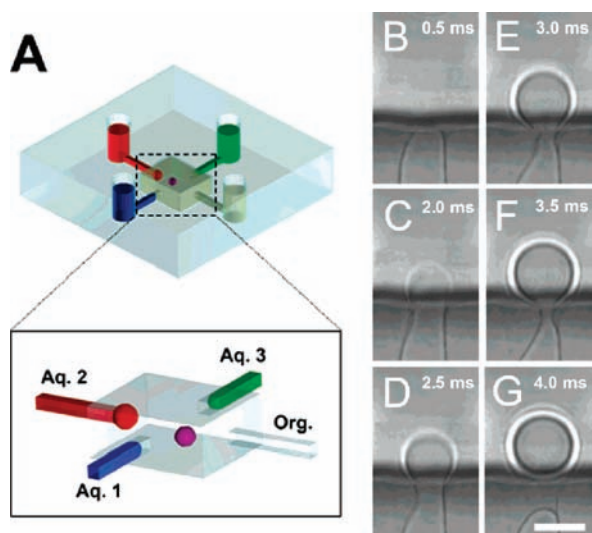 A
Aq. 2
Aq. 3
Org.
Aq. 1
B 0.5 ms
E 3.0 ms
C 2.0 ms
F 3.5 ms
D 2.5 ms
G 4.0 ms